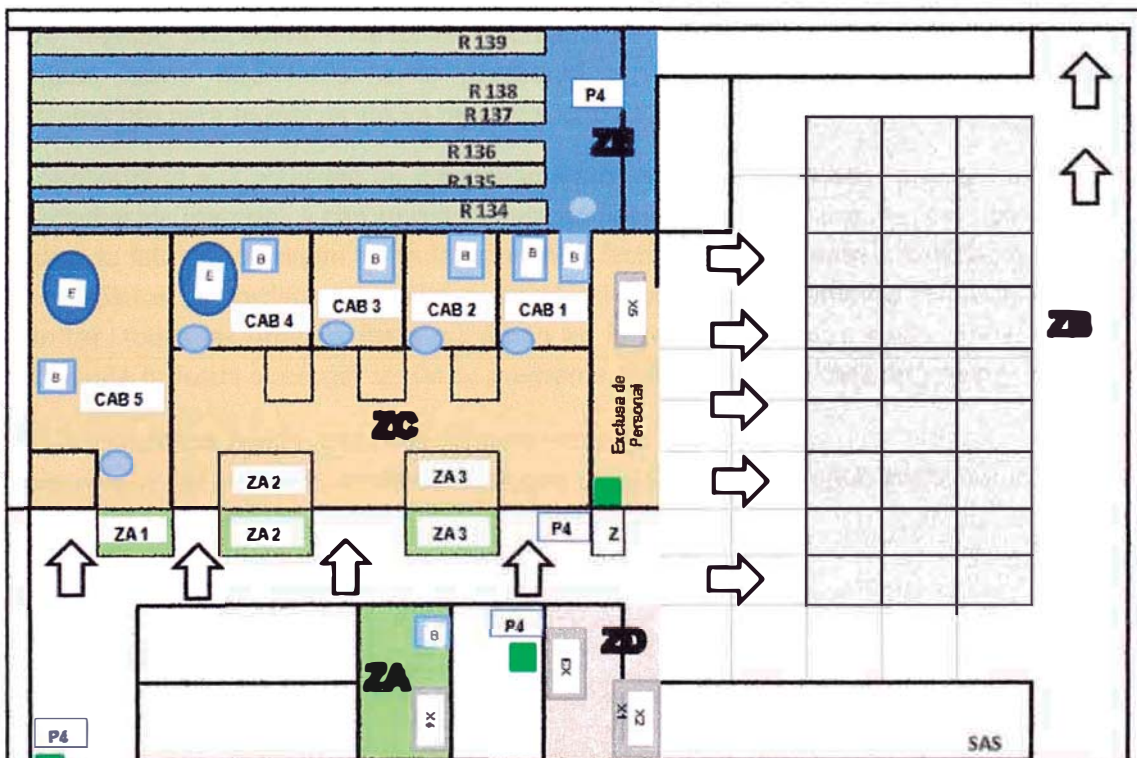 R 139
R 138
P4
R 137
ZE
R 136
R 135
R 134
E
E
B
B
B
B
B
CAB 4
CAB 3
CAB 2
CAB 1
X5
ZB
B
CAB 5
ZC
Exclusa de
Personal
ZA 2
ZA 3
ZA 1
ZA 2
ZA 3
P4
Z
B
P4
ZD
ZA
EX
X4
X1
X2
P4
SAS